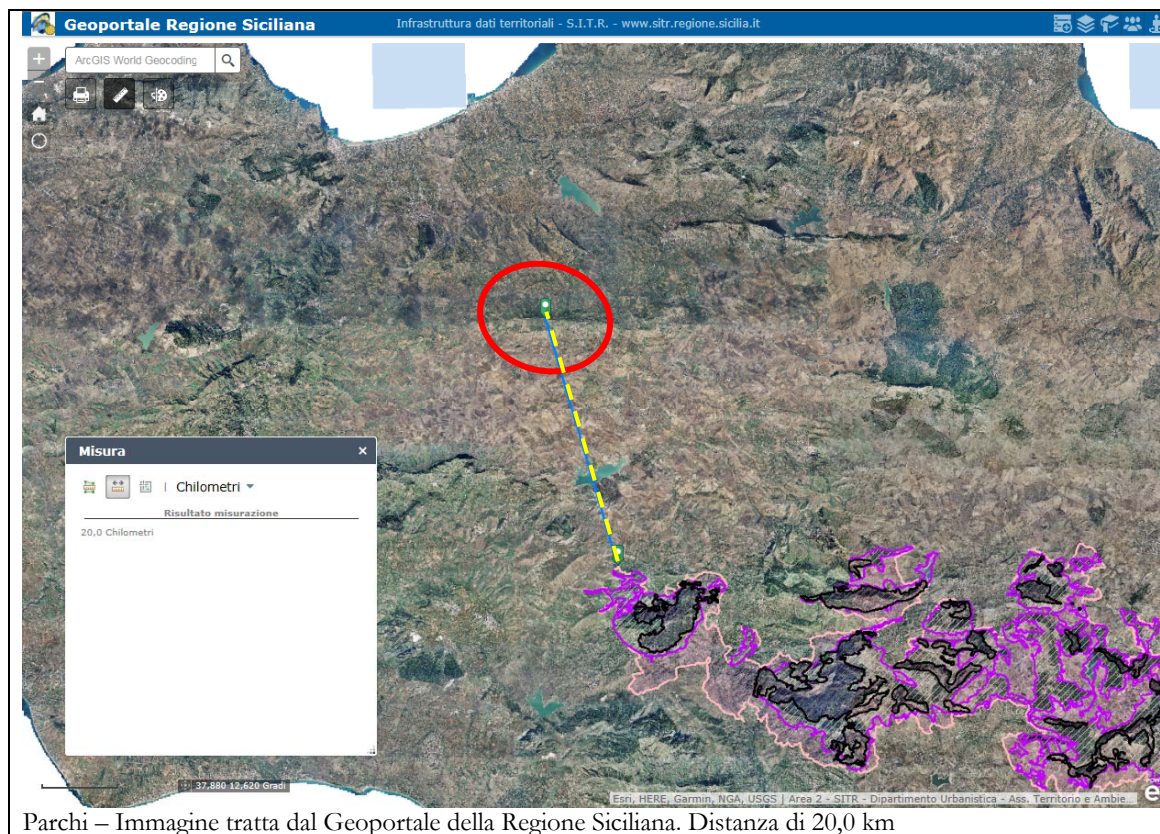 Geoportale Regione Siciliana
Infrastruttura dati territoriali - S.I.T.R. - www.sitr.regione.sicilia.it
ArcGIS World Geocoding
Misura
Chilometri
Risultato misurazione
20,0 Chilometri
37,880 12,620 Gradi
Esri, HERE, Garmin, NGA, USGS | Area 2 - SITR - Dipartimento Urbanistica - Ass. Territorio e Ambie...
Parchi – Immagine tratta dal Geoportale della Regione Siciliana. Distanza di 20,0 km